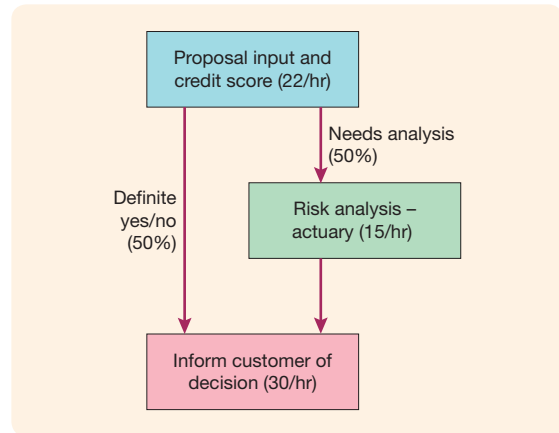 Proposal input and
credit score (22/hr)
Needs analysis
(50%)
Definite
yes/no
(50%)
Risk analysis –
actuary (15/hr)
Inform customer of
decision (30/hr)